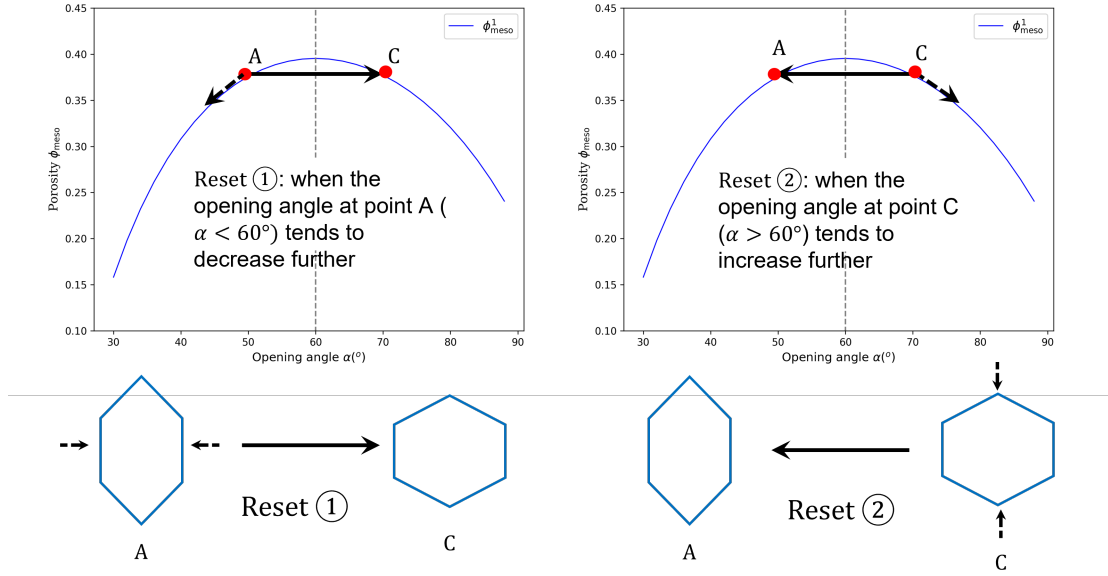 0.45
0.40
0.35
0.30
0.25
0.20
0.15
0.10
Porosity ϕmeso
A
C
ϕ¹meso
Reset ①: when the
opening angle at point A (
α < 60°) tends to
decrease further
30
40
50
60
70
80
90
Opening angle α(°)
0.45
0.40
0.35
0.30
0.25
0.20
0.15
0.10
Porosity ϕmeso
A
C
ϕ¹meso
Reset ②: when the
opening angle at point C
(α > 60°) tends to
increase further
30
40
50
60
70
80
90
Opening angle α(°)
Reset ①
A
C
Reset ②
A
C